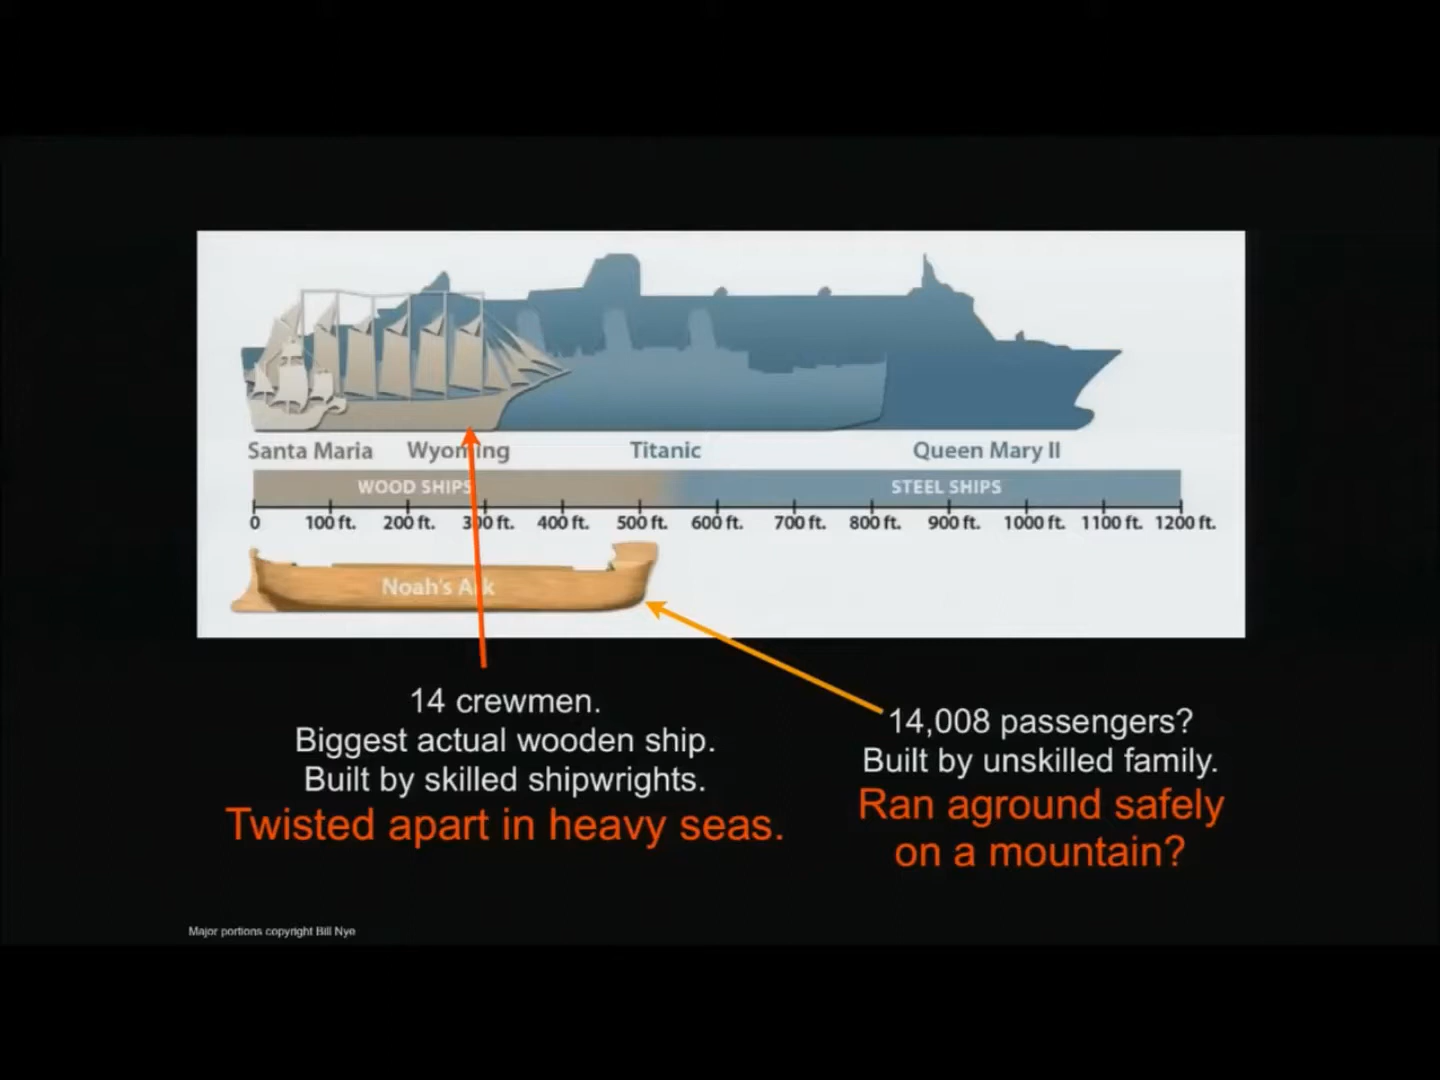 Santa Maria Wyoming Titanic Queen Mary II
WOOD SHIPS STEEL SHIPS
0 100 ft. 200 ft. 300 ft. 400 ft. 500 ft. 600 ft. 700 ft. 800 ft. 900 ft. 1000 ft. 1100 ft. 1200 ft.
Noah's Ark
14 crewmen.
Biggest actual wooden ship.
Built by skilled shipwrights.
Twisted apart in heavy seas.
14,008 passengers?
Built by unskilled family.
Ran aground safely
on a mountain?
Major portions copyright Bill Nye